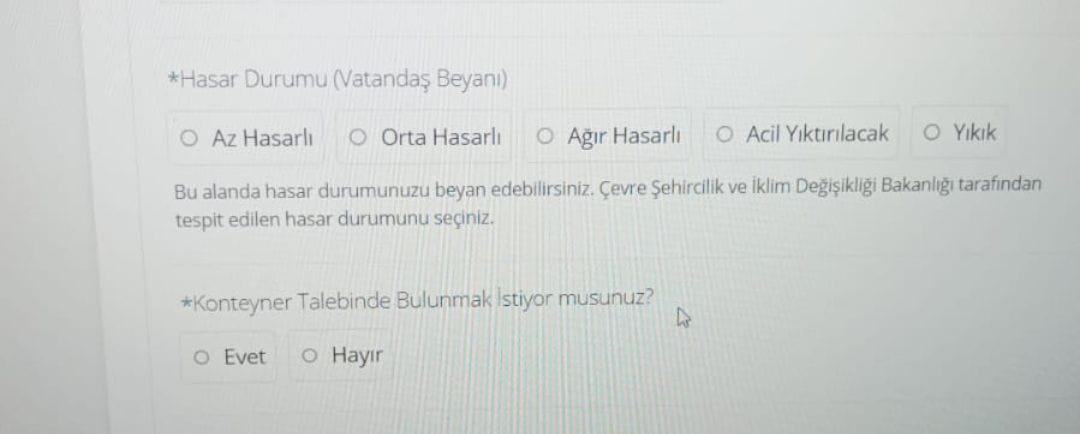 *Hasar Durumu (Vatandaş Beyanı)
Az Hasarlı Orta Hasarlı Ağır Hasarlı Acil Yıktırılacak Yıkık
Bu alanda hasar durumunuzu beyan edebilirsiniz. Çevre Şehircilik ve İklim Değişikliği Bakanlığı tarafından
tespit edilen hasar durumunu seçiniz.
*Konteyner Talebinde Bulunmak İstiyor musunuz?
Evet Hayır